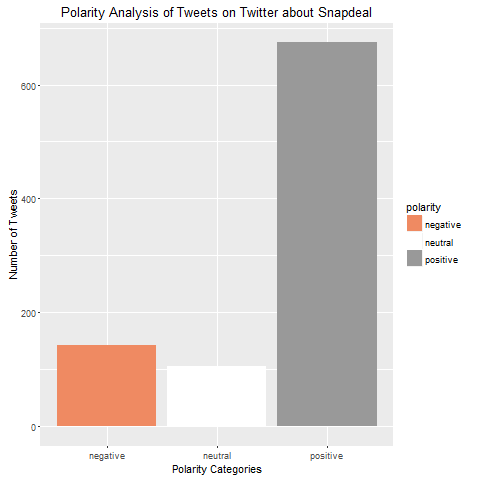 Polarity Analysis of Tweets on Twitter about Snapdeal
Number of Tweets
600
400
200
0
negative
neutral
positive
Polarity Categories
polarity
negative
neutral
positive